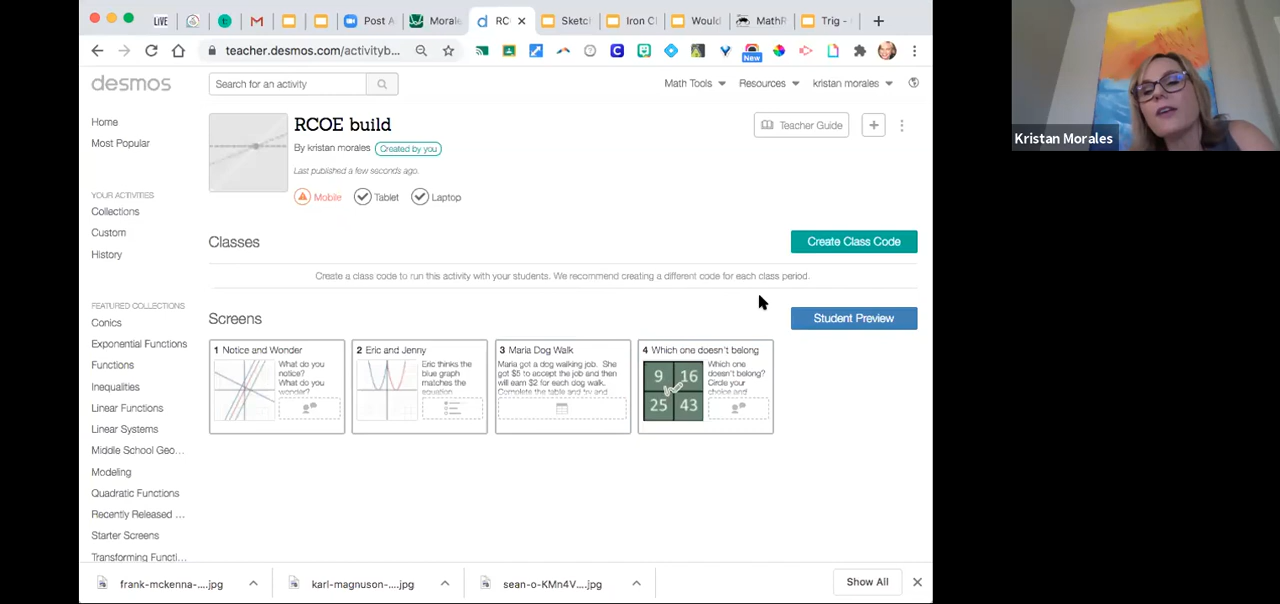 LIVE
Post A
Morale
RC
Sketcl
Iron Cl
Would
MathR
Trig -
teacher.desmos.com/activityb...
New
desmos
Search for an activity
Math Tools
Resources
kristan morales
Home
Most Popular
YOUR ACTIVITIES
Collections
Custom
History
FEATURED COLLECTIONS
Conics
Exponential Functions
Functions
Inequalities
Linear Functions
Linear Systems
Middle School Geo...
Modeling
Quadratic Functions
Recently Released ...
Starter Screens
Transforming Functi...
RCOE build
By kristan morales
Created by you
Last published a few seconds ago.
Mobile
Tablet
Laptop
Teacher Guide
Classes
Create Class Code
Create a class code to run this activity with your students. We recommend creating a different code for each class period.
Screens
Student Preview
1 Notice and Wonder
What do you
notice?
What do you
wonder?
2 Eric and Jenny
Eric thinks the
blue graph
matches the
equation
3 Maria Dog Walk
Maria got a dog walking job. She
got $5 to accept the job and then
will earn $2 for each dog walk.
Complete the table and try and
4 Which one doesn't belong
9 16
25 43
Which one
doesn't belong?
Circle your
choice and
frank-mckenna-....jpg
karl-magnuson-....jpg
sean-o-KMn4V....jpg
Show All
Kristan Morales